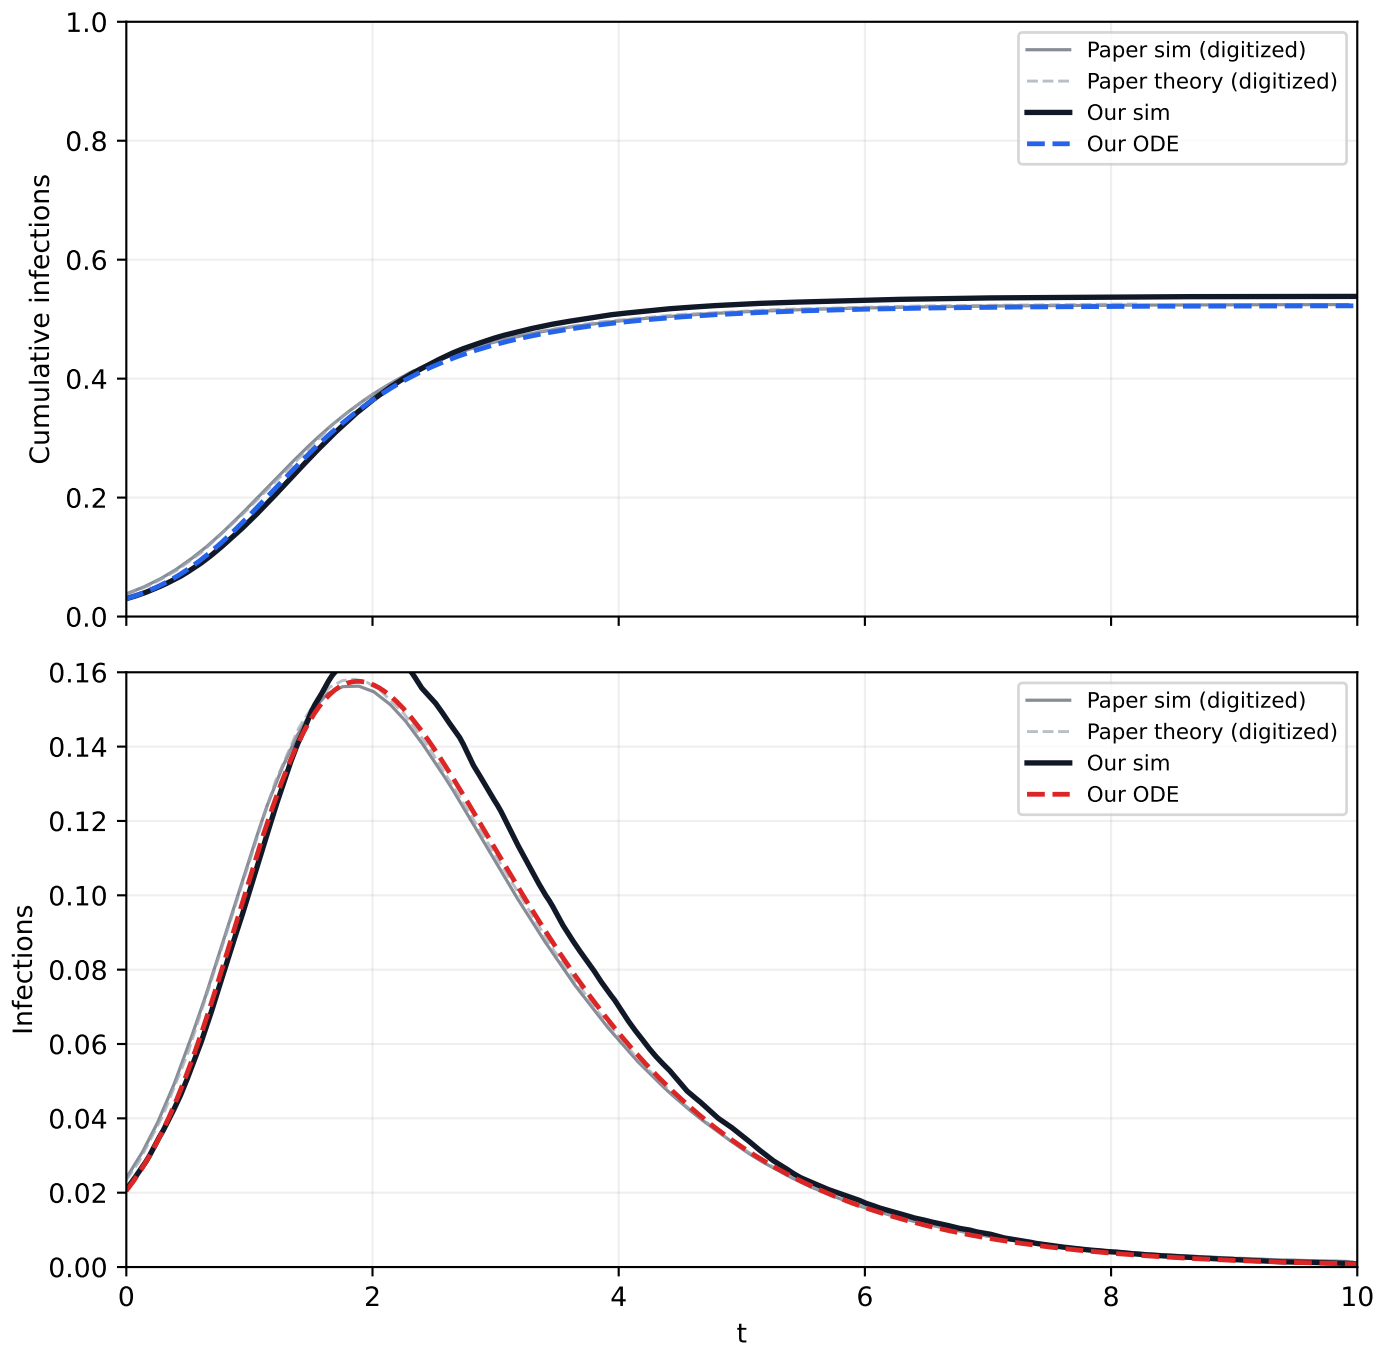 1.0
0.8
0.6
0.4
0.2
0.0
Cumulative infections
Paper sim (digitized)
Paper theory (digitized)
Our sim
Our ODE
0.16
0.14
0.12
0.10
0.08
0.06
0.04
0.02
0.00
Infections
Paper sim (digitized)
Paper theory (digitized)
Our sim
Our ODE
0 2 4 6 8 10
t